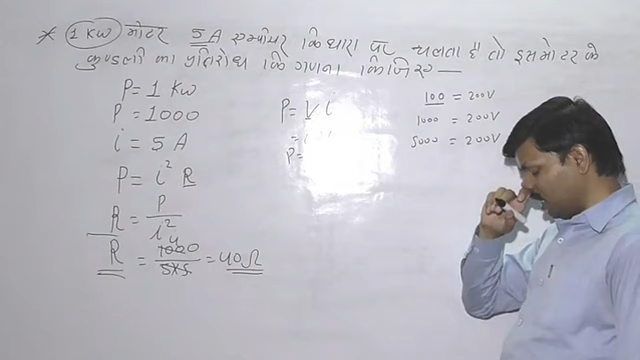 * 1 KW मोटर 5A एम्पीयर कि धारा पर चलता है तो इस मोटर के
कुण्डली का प्रतिरोध कि गणना किजिए —
P = 1 KW
P = 1000
i = 5 A
P = i² R
R = P / i²
R = 1000 / 5×5 = 40 Ω
P = V i
P =
100 = 200V
1000 = 200V
5000 = 200V